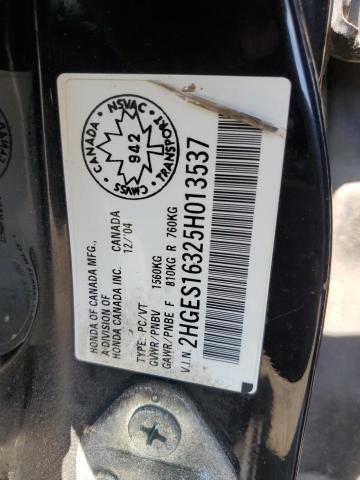 HONDA OF CANADA MFG.,
A DIVISION OF
HONDA CANADA INC.
CANADA
12/'04
TYPE: PC/VT
GVWR/PNBV 1560KG
GAWR/PNBE F 810KG R 760KG
V.I.N. 2HGES16325H013537
CANADA NSVAC TRANSPORT CMVSS
942